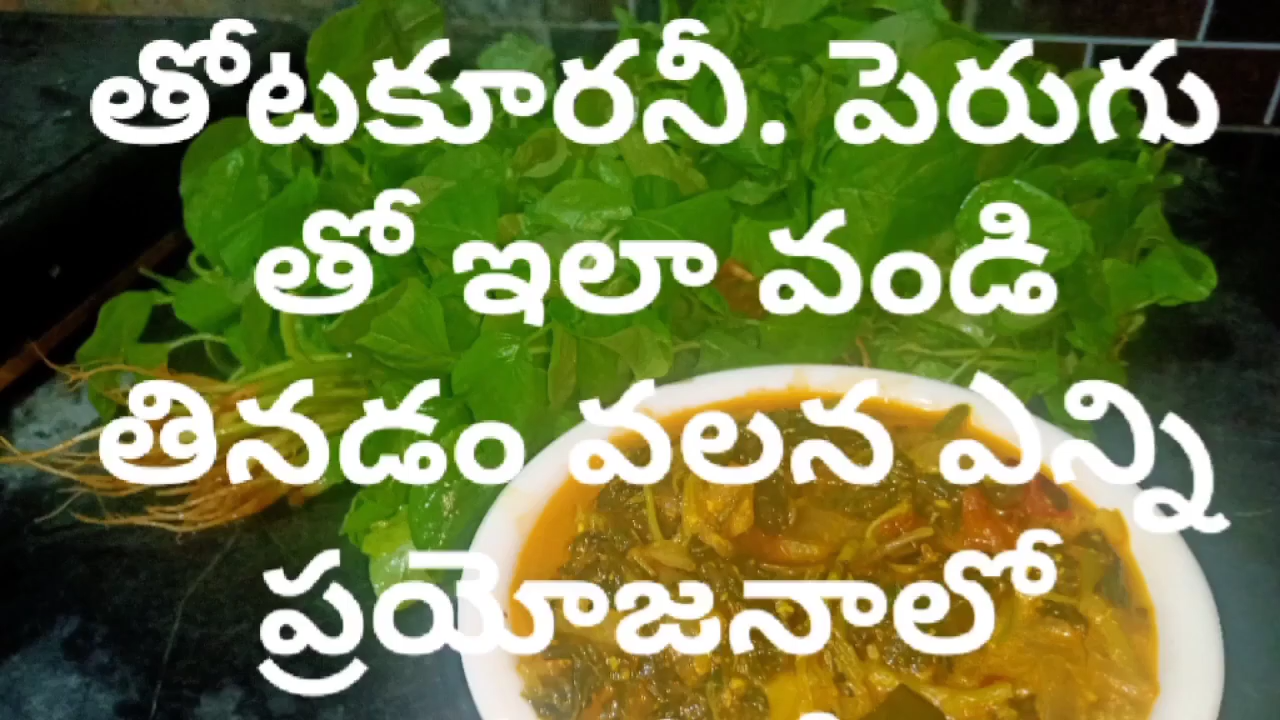 తోటకూరనీ. పెరుగు
తో ఇలా వండి
తినడం వలన ఎన్ని
ప్రయోజనాలో